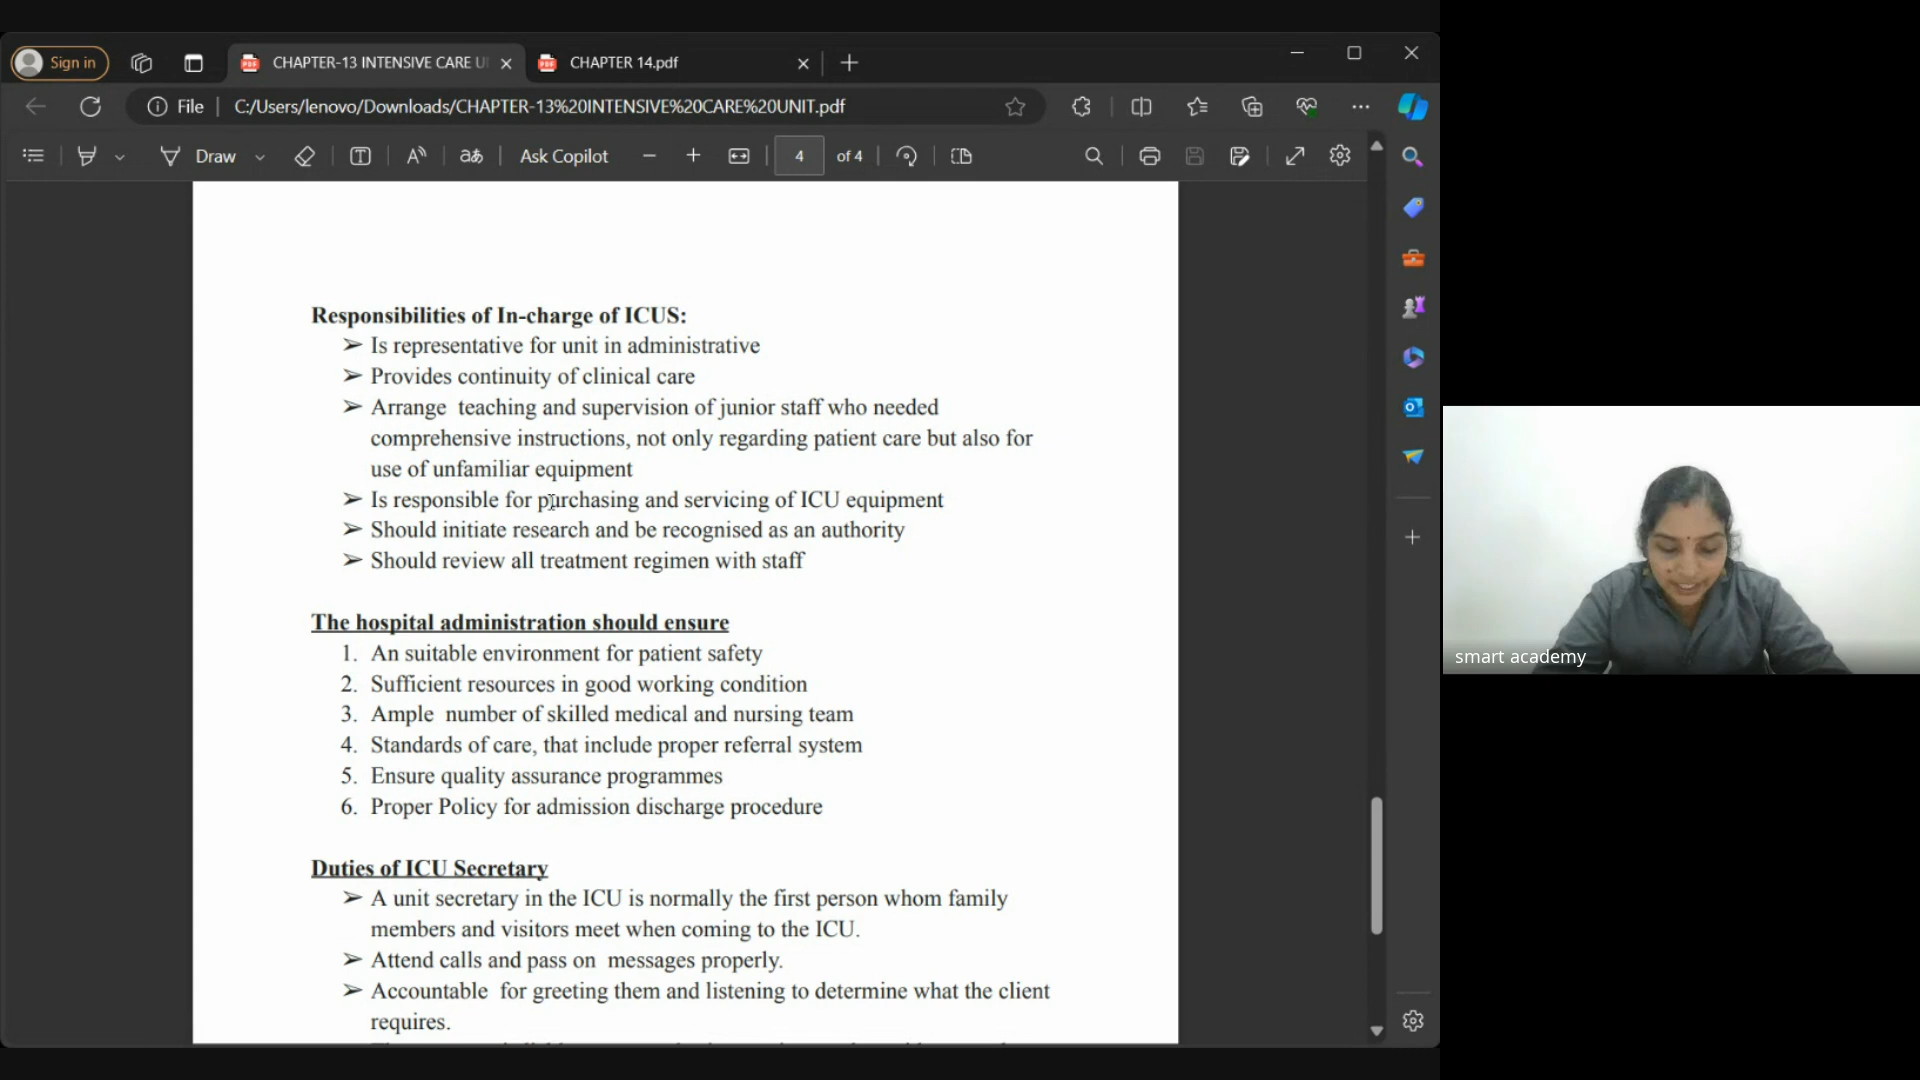 Sign in
CHAPTER-13 INTENSIVE CARE U
CHAPTER 14.pdf
File
C:/Users/lenovo/Downloads/CHAPTER-13%20INTENSIVE%20CARE%20UNIT.pdf
Draw
Ask Copilot
4
of 4
Responsibilities of In-charge of ICUS:
➢ Is representative for unit in administrative
➢ Provides continuity of clinical care
➢ Arrange teaching and supervision of junior staff who needed
comprehensive instructions, not only regarding patient care but also for
use of unfamiliar equipment
➢ Is responsible for purchasing and servicing of ICU equipment
➢ Should initiate research and be recognised as an authority
➢ Should review all treatment regimen with staff
The hospital administration should ensure
1. An suitable environment for patient safety
2. Sufficient resources in good working condition
3. Ample number of skilled medical and nursing team
4. Standards of care, that include proper referral system
5. Ensure quality assurance programmes
6. Proper Policy for admission discharge procedure
Duties of ICU Secretary
➢ A unit secretary in the ICU is normally the first person whom family
members and visitors meet when coming to the ICU.
➢ Attend calls and pass on messages properly.
➢ Accountable for greeting them and listening to determine what the client
requires.
smart academy